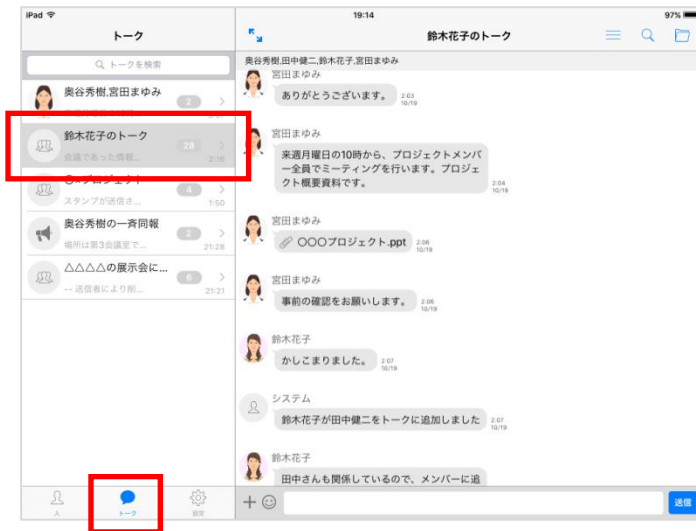 iPad
19:14
97%
トーク
鈴木花子のトーク
トークを検索
奥谷秀樹,宮田まゆみ
2
鈴木花子のトーク
28
会議であった情報...
2:16
○×プロジェクト
4
スタンプが送信さ...
1:50
奥谷秀樹の一斉同報
2
場所は第3会議室で...
21:28
△△△△の展示会に...
6
-- 送信者により削...
21:21
人
トーク
設定
奥谷秀樹,田中健二,鈴木花子,宮田まゆみ
宮田まゆみ
ありがとうございます。
2:03
10/19
宮田まゆみ
来週月曜日の10時から、プロジェクトメンバ
ー全員でミーティングを行います。プロジェ
クト概要資料です。
2:04
10/19
宮田まゆみ
○○○プロジェクト.ppt
2:06
10/19
宮田まゆみ
事前の確認をお願いします。
2:06
10/19
鈴木花子
かしこまりました。
2:07
10/19
システム
鈴木花子が田中健二をトークに追加しました
2:07
10/19
鈴木花子
田中さんも関係しているので、メンバーに追
送信